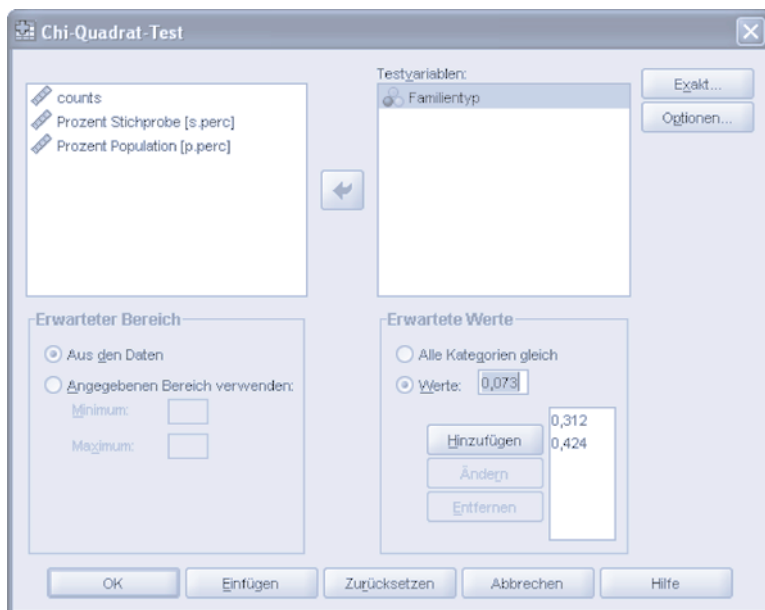 Chi-Quadrat-Test
counts
Prozent Stichprobe [s.perc]
Prozent Population [p.perc]
Testvariablen:
Familientyp
Exakt...
Optionen...
Erwarteter Bereich
Aus den Daten
Angegebenen Bereich verwenden:
Minimum:
Maximum:
Erwartete Werte
Alle Kategorien gleich
Werte: 0,073
Hinzufügen
Ändern
Entfernen
0,312
0,424
OK
Einfügen
Zurücksetzen
Abbrechen
Hilfe